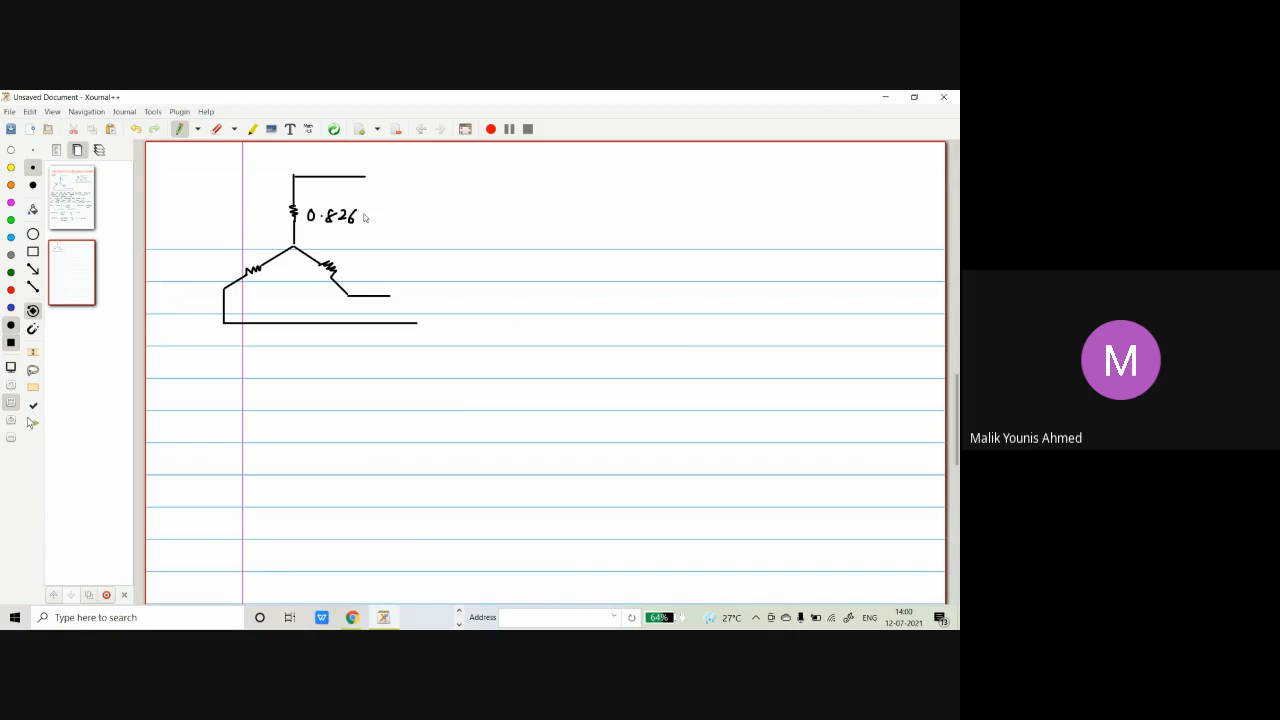 Unsaved Document - Xournal++
File Edit View Navigation Journal Tools Plugin Help
0.826
M
Malik Younis Ahmed
Type here to search
Address
64%
27°C
ENG
14:00
12-07-2021